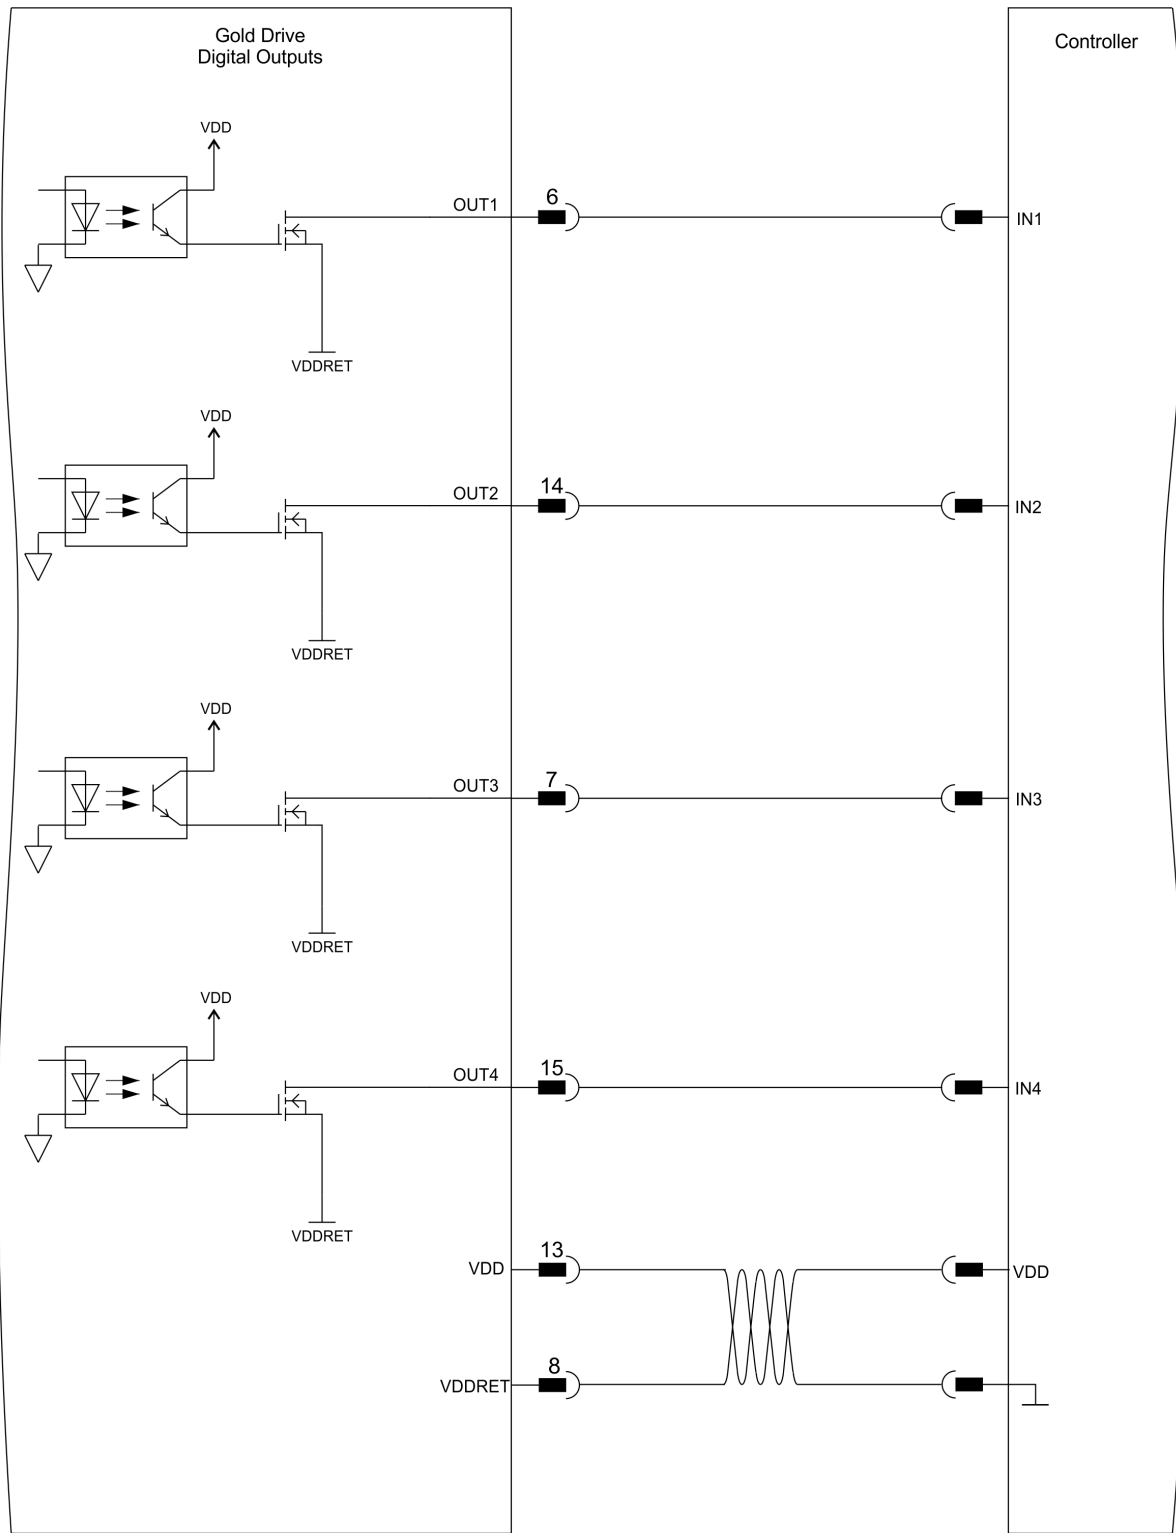 Gold Drive
Digital Outputs
Controller
VDD
OUT1
6
IN1
VDDRET
VDD
OUT2
14
IN2
VDDRET
VDD
OUT3
7
IN3
VDDRET
VDD
OUT4
15
IN4
VDDRET
VDD
13
VDD
VDDRET
8